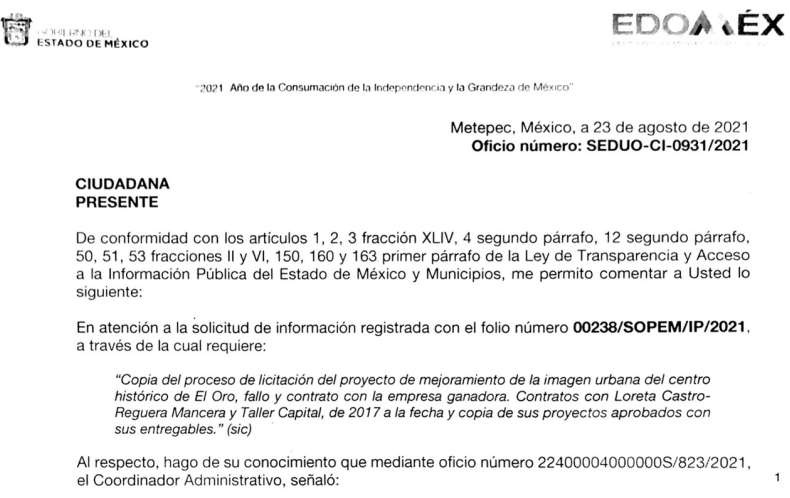 GOBIERNO DEL
ESTADO DE MÉXICO
EDOMÉX
"2021 Año de la Consumación de la Independencia y la Grandeza de México"
Metepec, México, a 23 de agosto de 2021
Oficio número: SEDUO-CI-0931/2021
CIUDADANA
PRESENTE
De conformidad con los artículos 1, 2, 3 fracción XLIV, 4 segundo párrafo, 12 segundo párrafo,
50, 51, 53 fracciones II y VI, 150, 160 y 163 primer párrafo de la Ley de Transparencia y Acceso
a la Información Pública del Estado de México y Municipios, me permito comentar a Usted lo
siguiente:
En atención a la solicitud de información registrada con el folio número 00238/SOPEM/IP/2021,
a través de la cual requiere:
"Copia del proceso de licitación del proyecto de mejoramiento de la imagen urbana del centro
histórico de El Oro, fallo y contrato con la empresa ganadora. Contratos con Loreta Castro-
Reguera Mancera y Taller Capital, de 2017 a la fecha y copia de sus proyectos aprobados con
sus entregables." (sic)
Al respecto, hago de su conocimiento que mediante oficio número 22400004000000S/823/2021,
el Coordinador Administrativo, señaló:
1